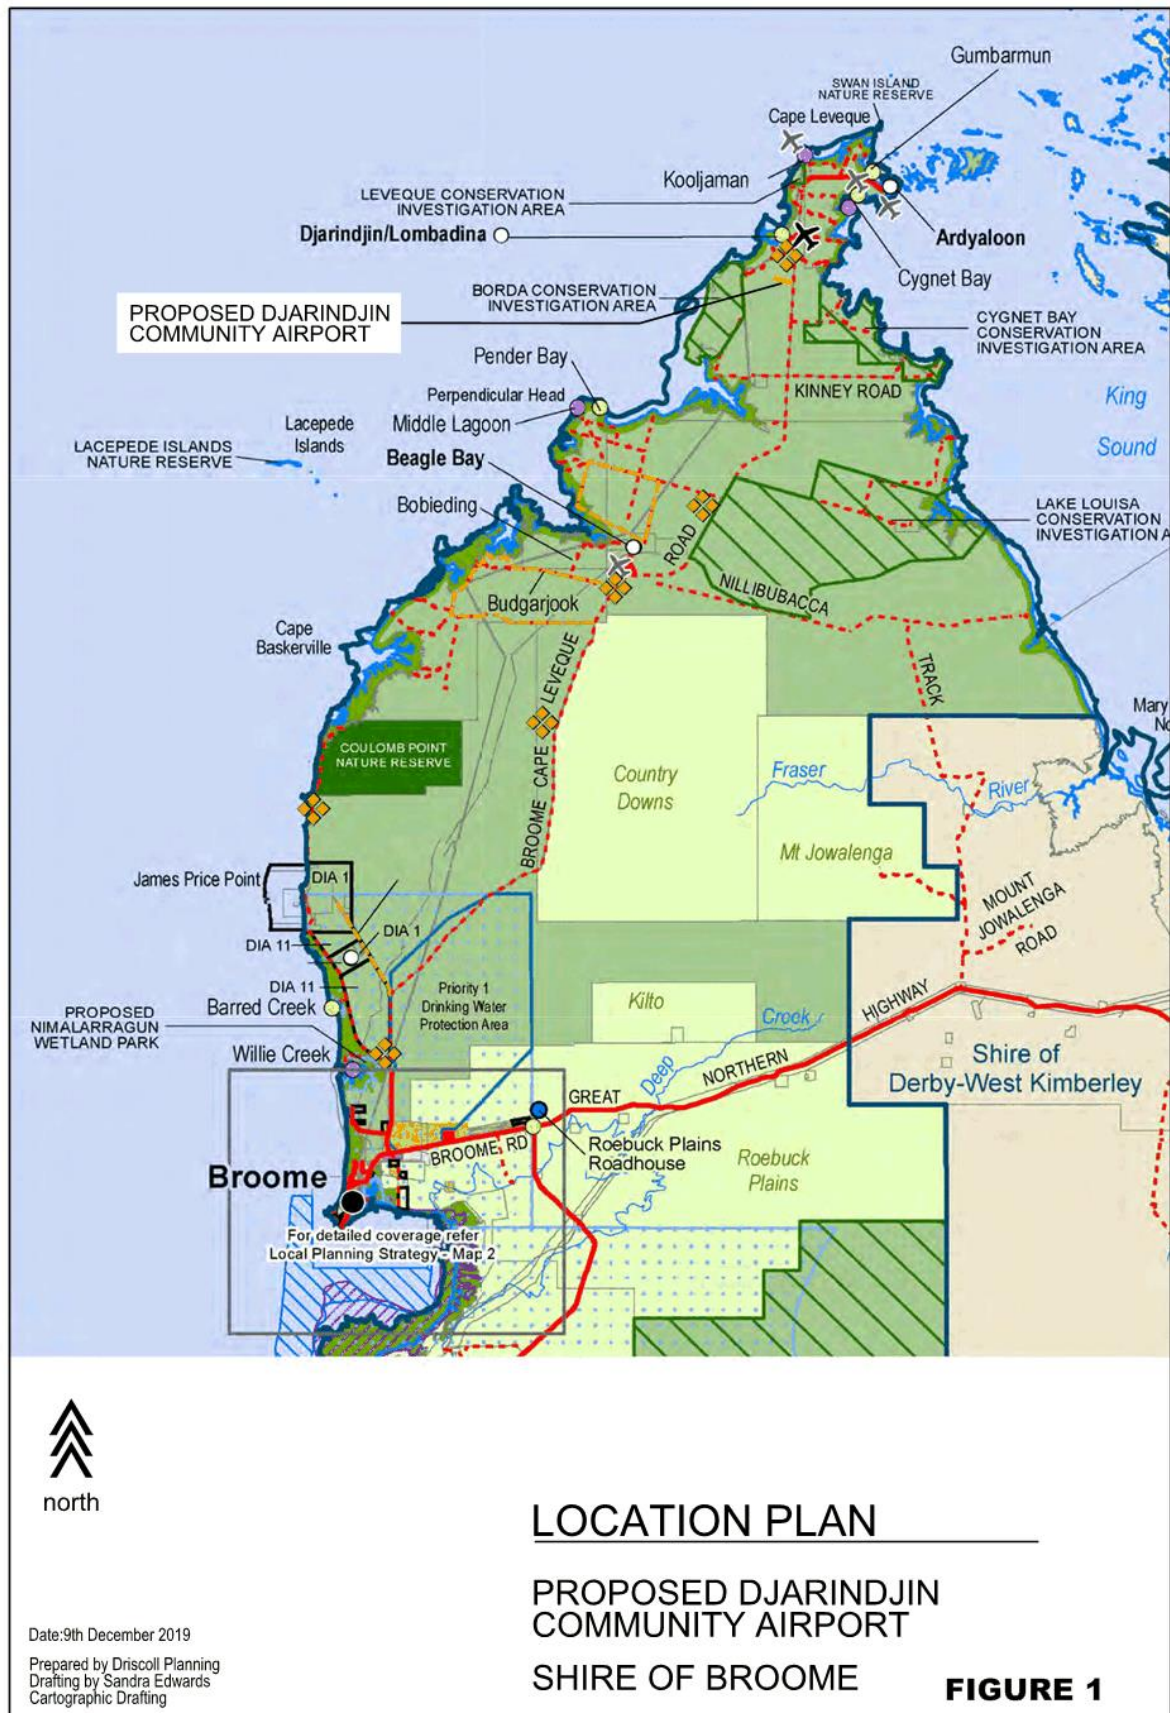 Gumbarmun
SWAN ISLAND
NATURE RESERVE
Cape Leveque
Kooljaman
LEVEQUE CONSERVATION
INVESTIGATION AREA
Djarindjin/Lombadina
Ardyaloon
Cygnet Bay
BORDA CONSERVATION
INVESTIGATION AREA
PROPOSED DJARINDJIN
COMMUNITY AIRPORT
CYGNET BAY
CONSERVATION
INVESTIGATION AREA
Pender Bay
KINNEY ROAD
Perpendicular Head
Middle Lagoon
King
Sound
Lacepede
Islands
LACEPEDE ISLANDS
NATURE RESERVE
Beagle Bay
Bobieding
LAKE LOUISA
CONSERVATION
INVESTIGATION A
ROAD
NILLIBUBACCA
Budgarjook
Cape
Baskerville
LEVEQUE
TRACK
Mary
No
COULOMB POINT
NATURE RESERVE
CAPE
BROOME
Country
Downs
Fraser
River
Mt Jowalenga
James Price Point
DIA 1
MOUNT
JOWALENGA
ROAD
DIA 1
DIA 11
DIA 11
Priority 1
Drinking Water
Protection Area
Kilto
Creek
HIGHWAY
Barred Creek
PROPOSED
NIMALARRAGUN
WETLAND PARK
Willie Creek
Deep
NORTHERN
Shire of
Derby-West Kimberley
GREAT
BROOME RD
Roebuck Plains
Roadhouse
Roebuck
Plains
Broome
For detailed coverage refer
Local Planning Strategy - Map 2
north
LOCATION PLAN
PROPOSED DJARINDJIN
COMMUNITY AIRPORT
SHIRE OF BROOME
FIGURE 1
Date:9th December 2019
Prepared by Driscoll Planning
Drafting by Sandra Edwards
Cartographic Drafting